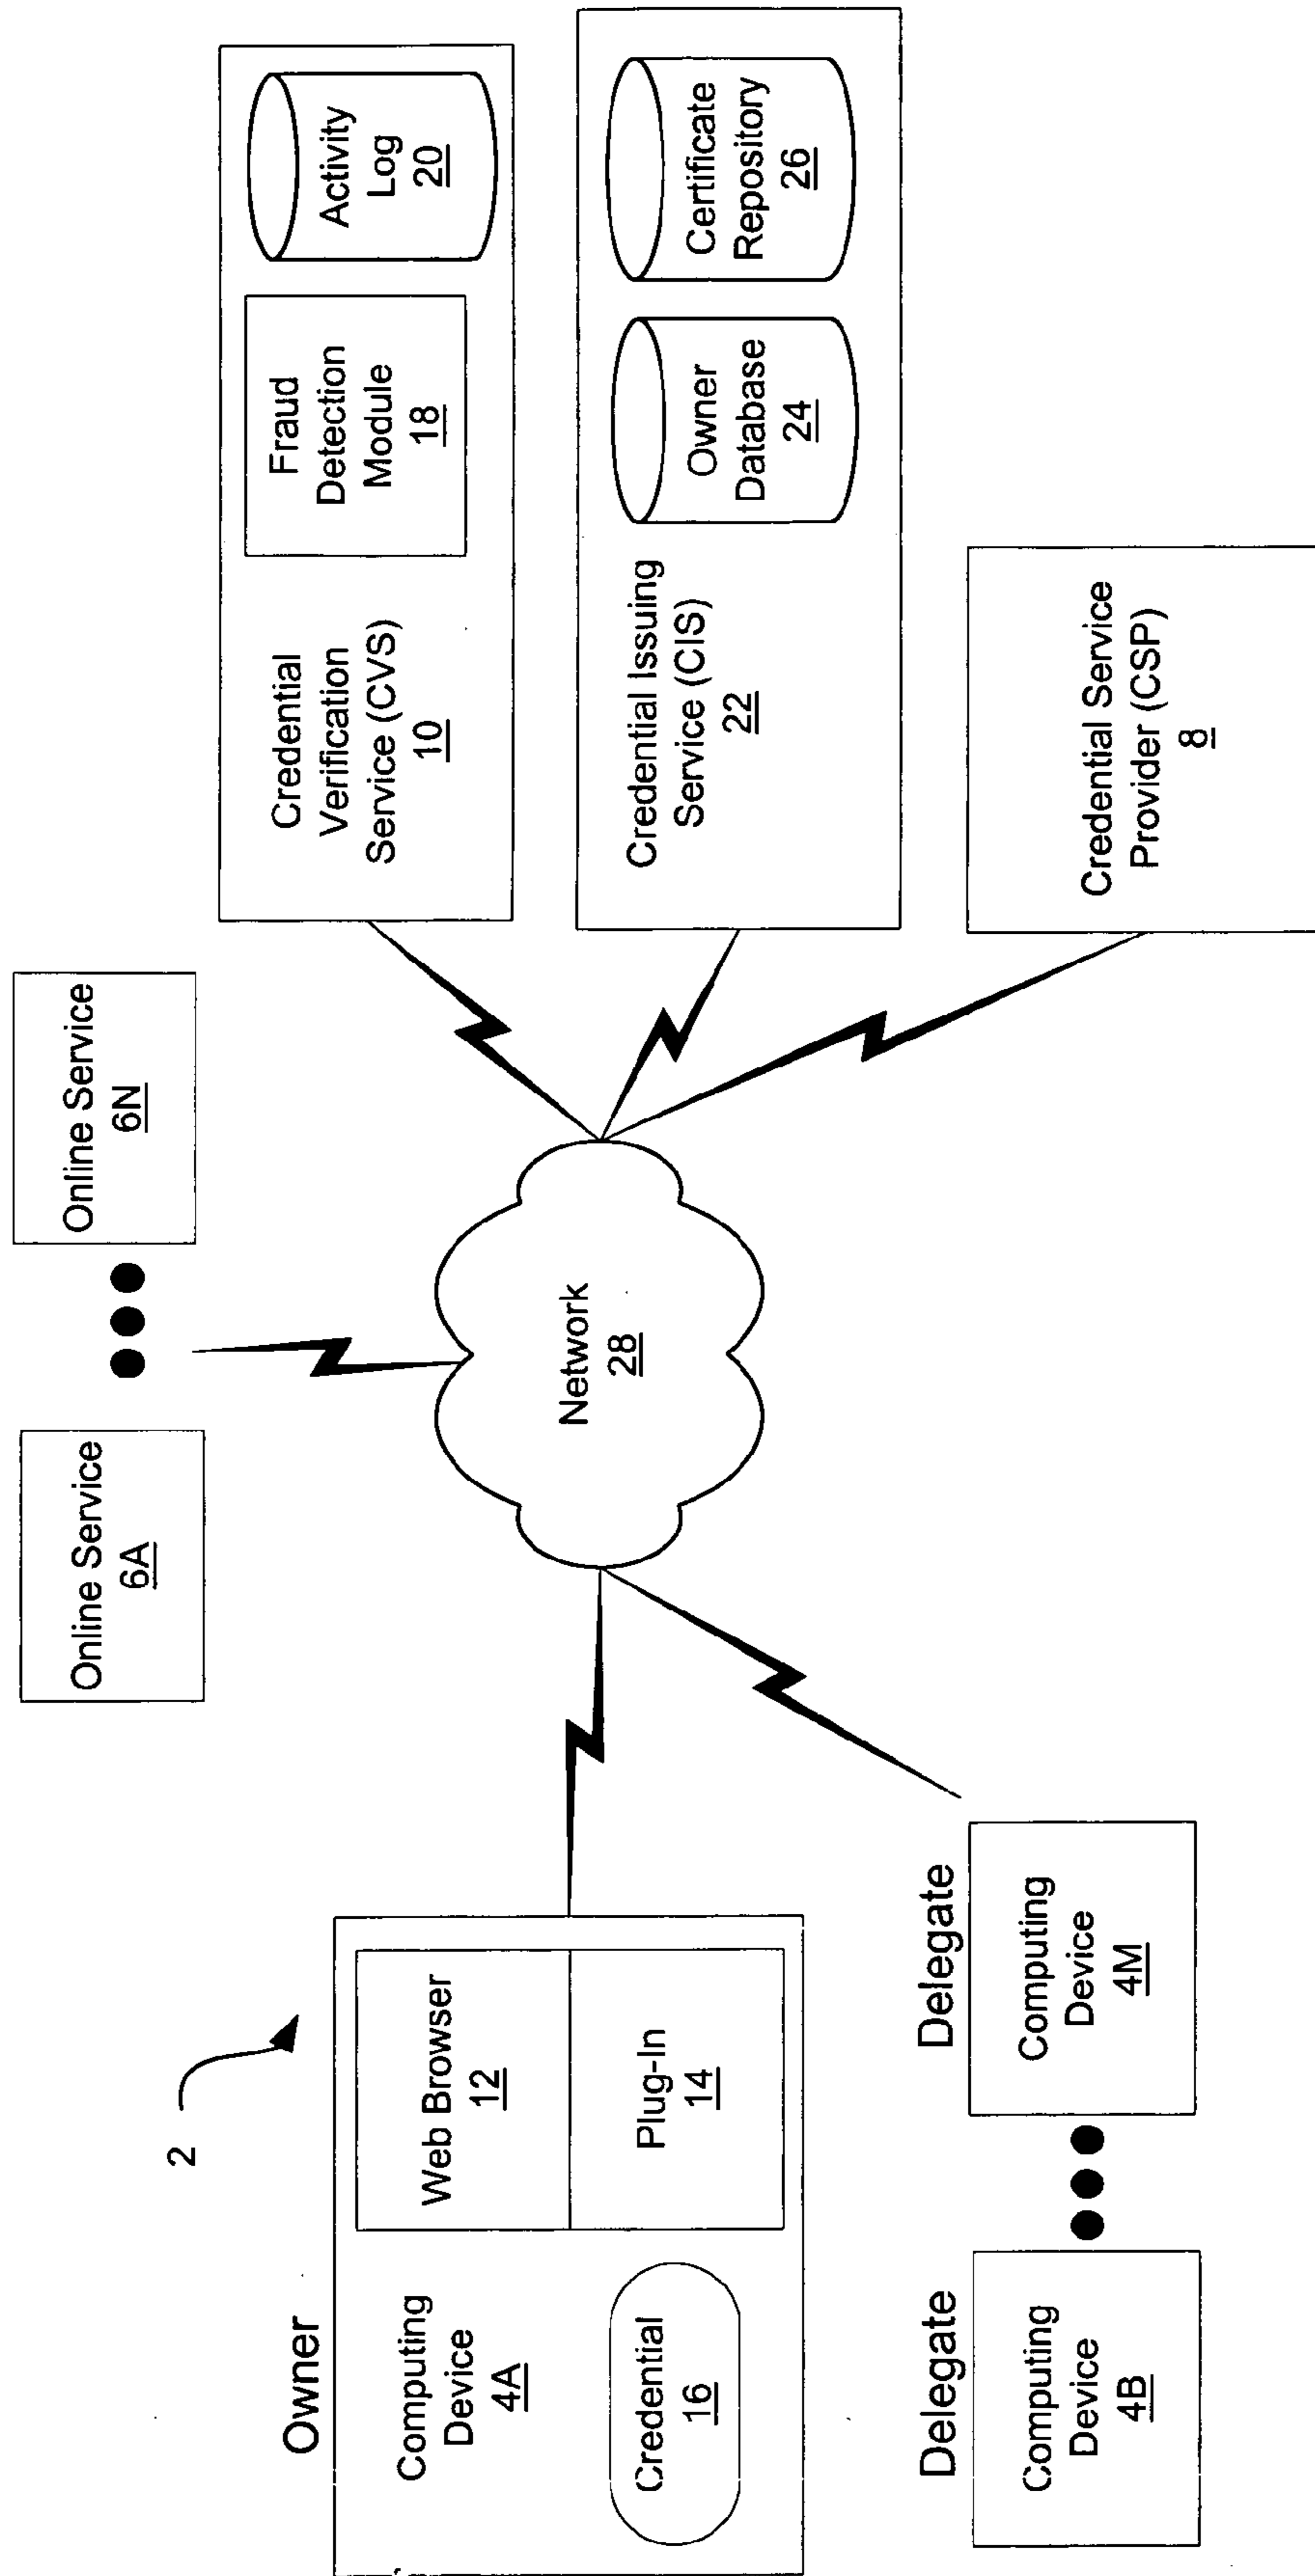 2
Owner
Computing
Device
4A
Web Browser
12
Plug-In
14
Credential
16
Delegate
Computing
Device
4B
Delegate
Computing
Device
4M
Online Service
6A
Online Service
6N
Network
28
Credential
Verification
Service (CVS)
10
Fraud
Detection
Module
18
Activity
Log
20
Credential Issuing
Service (CIS)
22
Owner
Database
24
Certificate
Repository
26
Credential Service
Provider (CSP)
8